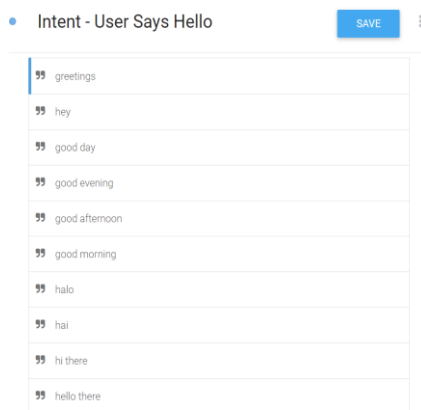 Intent - User Says Hello
SAVE
greetings
hey
good day
good evening
good afternoon
good morning
halo
hai
hi there
hello there